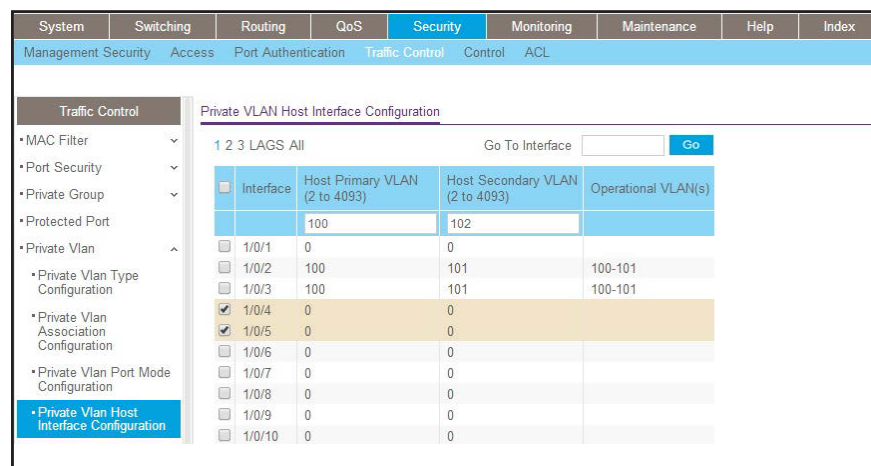 System Switching Routing QoS Security Monitoring Maintenance Help Index
Management Security Access Port Authentication Traffic Control Control ACL
Traffic Control
MAC Filter
Port Security
Private Group
Protected Port
Private Vlan
Private Vlan Type
Configuration
Private Vlan
Association
Configuration
Private Vlan Port Mode
Configuration
Private Vlan Host
Interface Configuration
Private VLAN Host Interface Configuration
1 2 3 LAGS All Go To Interface Go
Interface Host Primary VLAN (2 to 4093) Host Secondary VLAN (2 to 4093) Operational VLAN(s)
100 102
1/0/1 0 0
1/0/2 100 101 100-101
1/0/3 100 101 100-101
1/0/4 0 0
1/0/5 0 0
1/0/6 0 0
1/0/7 0 0
1/0/8 0 0
1/0/9 0 0
1/0/10 0 0